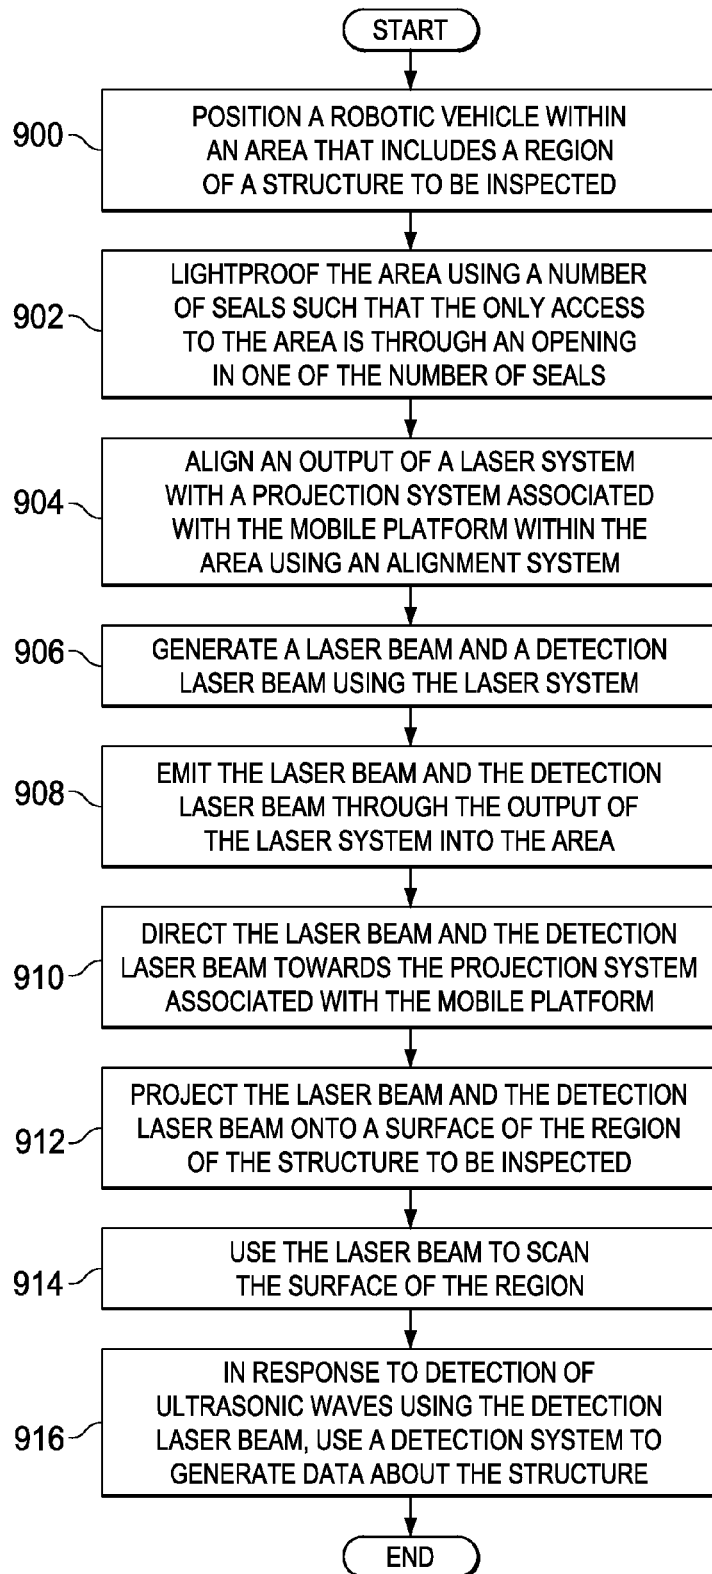 START
900
POSITION A ROBOTIC VEHICLE WITHIN
AN AREA THAT INCLUDES A REGION
OF A STRUCTURE TO BE INSPECTED
902
LIGHTPROOF THE AREA USING A NUMBER
OF SEALS SUCH THAT THE ONLY ACCESS
TO THE AREA IS THROUGH AN OPENING
IN ONE OF THE NUMBER OF SEALS
904
ALIGN AN OUTPUT OF A LASER SYSTEM
WITH A PROJECTION SYSTEM ASSOCIATED
WITH THE MOBILE PLATFORM WITHIN THE
AREA USING AN ALIGNMENT SYSTEM
906
GENERATE A LASER BEAM AND A DETECTION
LASER BEAM USING THE LASER SYSTEM
908
EMIT THE LASER BEAM AND THE DETECTION
LASER BEAM THROUGH THE OUTPUT OF
THE LASER SYSTEM INTO THE AREA
910
DIRECT THE LASER BEAM AND THE DETECTION
LASER BEAM TOWARDS THE PROJECTION SYSTEM
ASSOCIATED WITH THE MOBILE PLATFORM
912
PROJECT THE LASER BEAM AND THE DETECTION
LASER BEAM ONTO A SURFACE OF THE REGION
OF THE STRUCTURE TO BE INSPECTED
914
USE THE LASER BEAM TO SCAN
THE SURFACE OF THE REGION
916
IN RESPONSE TO DETECTION OF
ULTRASONIC WAVES USING THE DETECTION
LASER BEAM, USE A DETECTION SYSTEM TO
GENERATE DATA ABOUT THE STRUCTURE
END